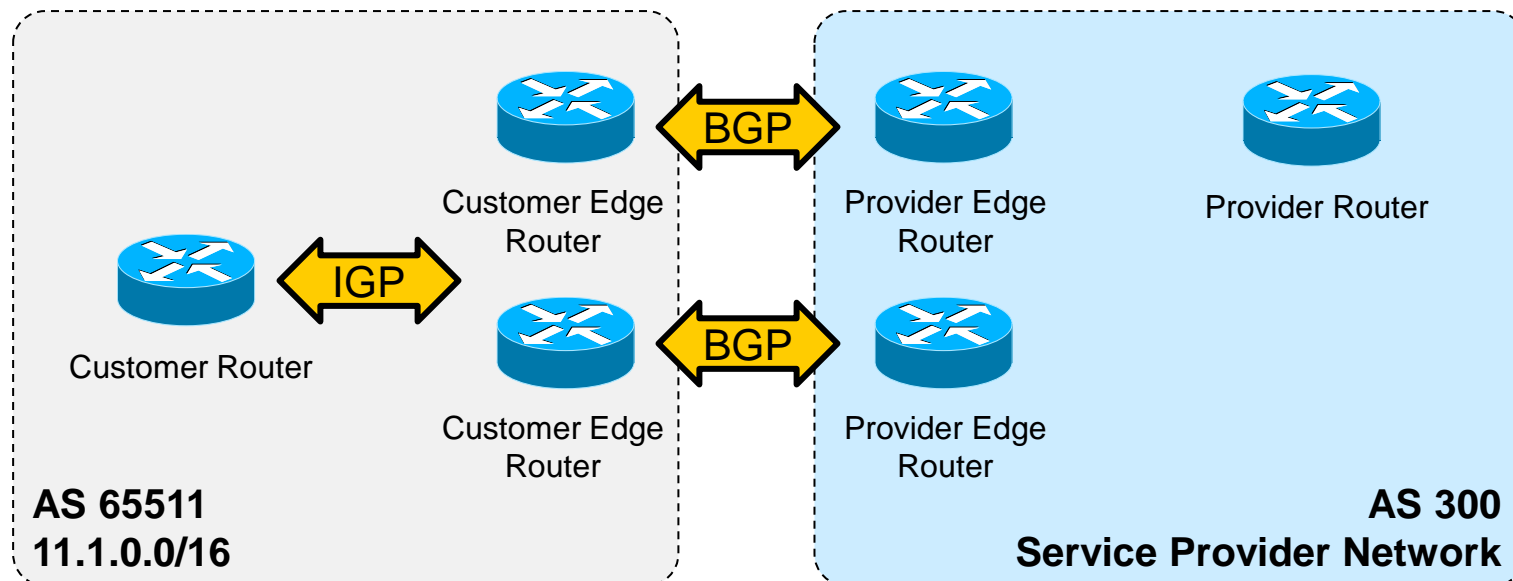 BGP
Customer Edge
Router
Provider Edge
Router
Provider Router
IGP
Customer Router
BGP
Customer Edge
Router
Provider Edge
Router
AS 65511
11.1.0.0/16
AS 300
Service Provider Network